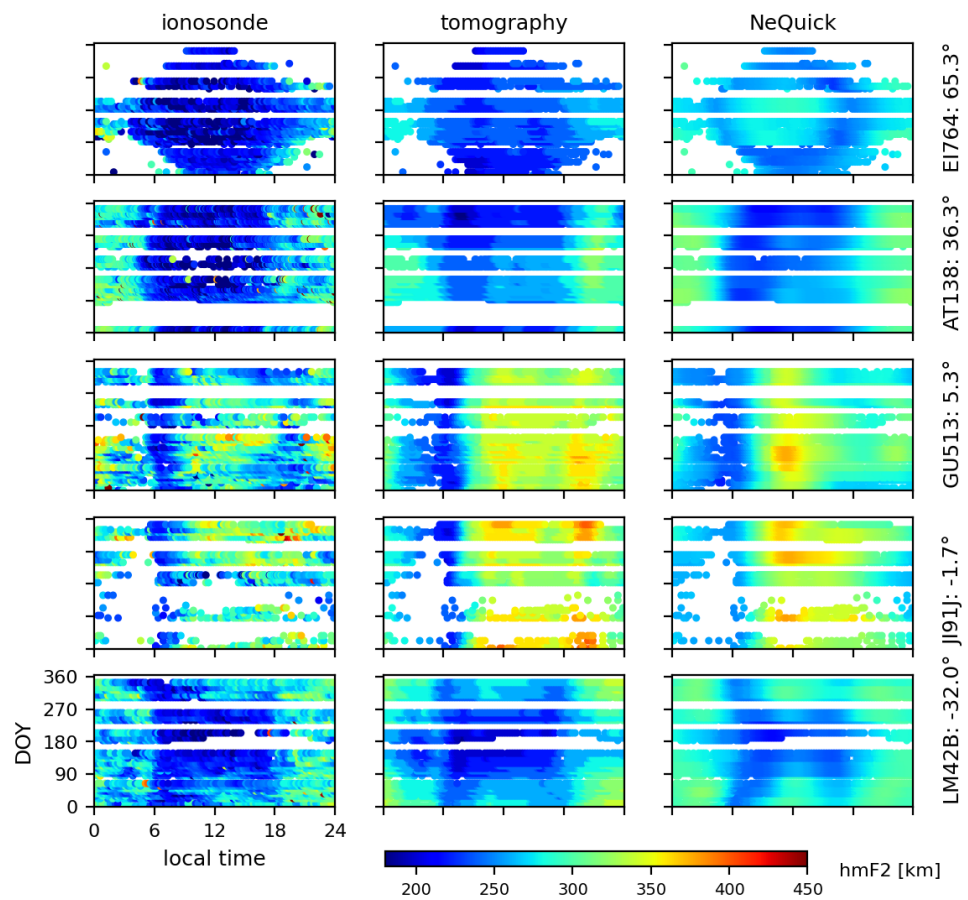 ionosonde
tomography
NeQuick
EI764: 65.3°
AT138: 36.3°
GU513: 5.3°
JI91J: -1.7°
LM42B: -32.0°
360
270
180
90
0
DOY
0 6 12 18 24
local time
200 250 300 350 400 450
hmF2 [km]